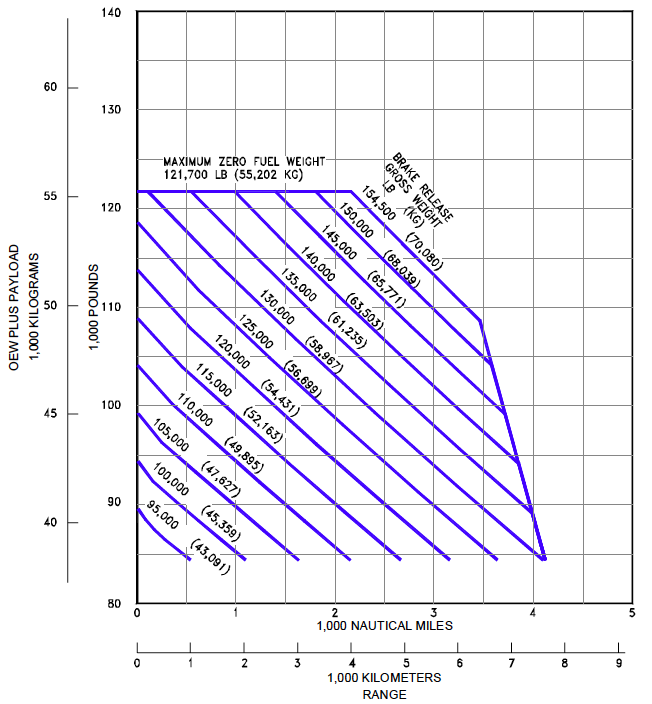 140
130
120
110
100
90
80
60
55
50
45
40
OEW PLUS PAYLOAD
1,000 KILOGRAMS
1,000 POUNDS
MAXIMUM ZERO FUEL WEIGHT
121,700 LB (55,202 KG)
BRAKE RELEASE
GROSS WEIGHT
LB (KG)
154,500 (70,080)
150,000 (68,039)
145,000 (65,771)
140,000 (63,503)
135,000 (61,235)
130,000 (58,967)
125,000 (56,699)
120,000 (54,431)
115,000 (52,163)
110,000 (49,895)
105,000 (47,627)
100,000 (45,359)
95,000 (43,091)
0 1 2 3 4 5
1,000 NAUTICAL MILES
0 1 2 3 4 5 6 7 8 9
1,000 KILOMETERS
RANGE